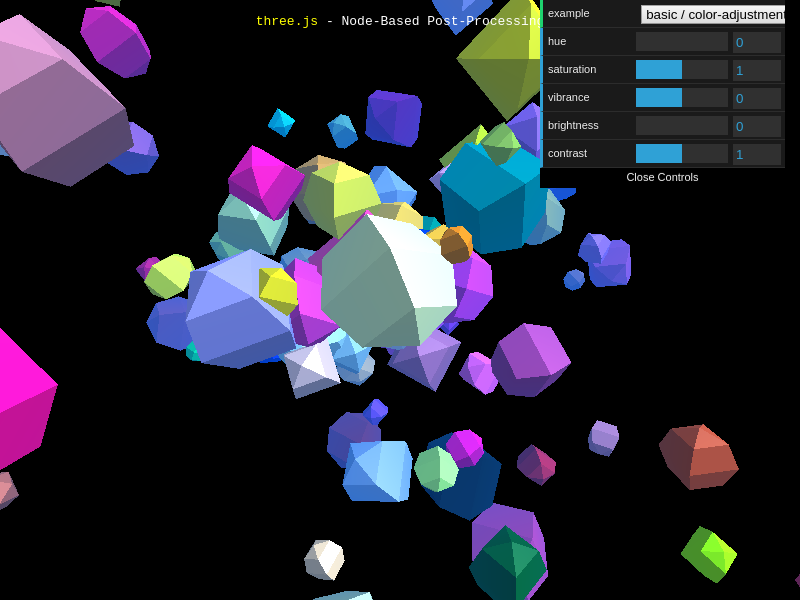 three.js - Node-Based Post-Processing
example basic / color-adjustment
hue 0
saturation 1
vibrance 0
brightness 0
contrast 1
Close Controls